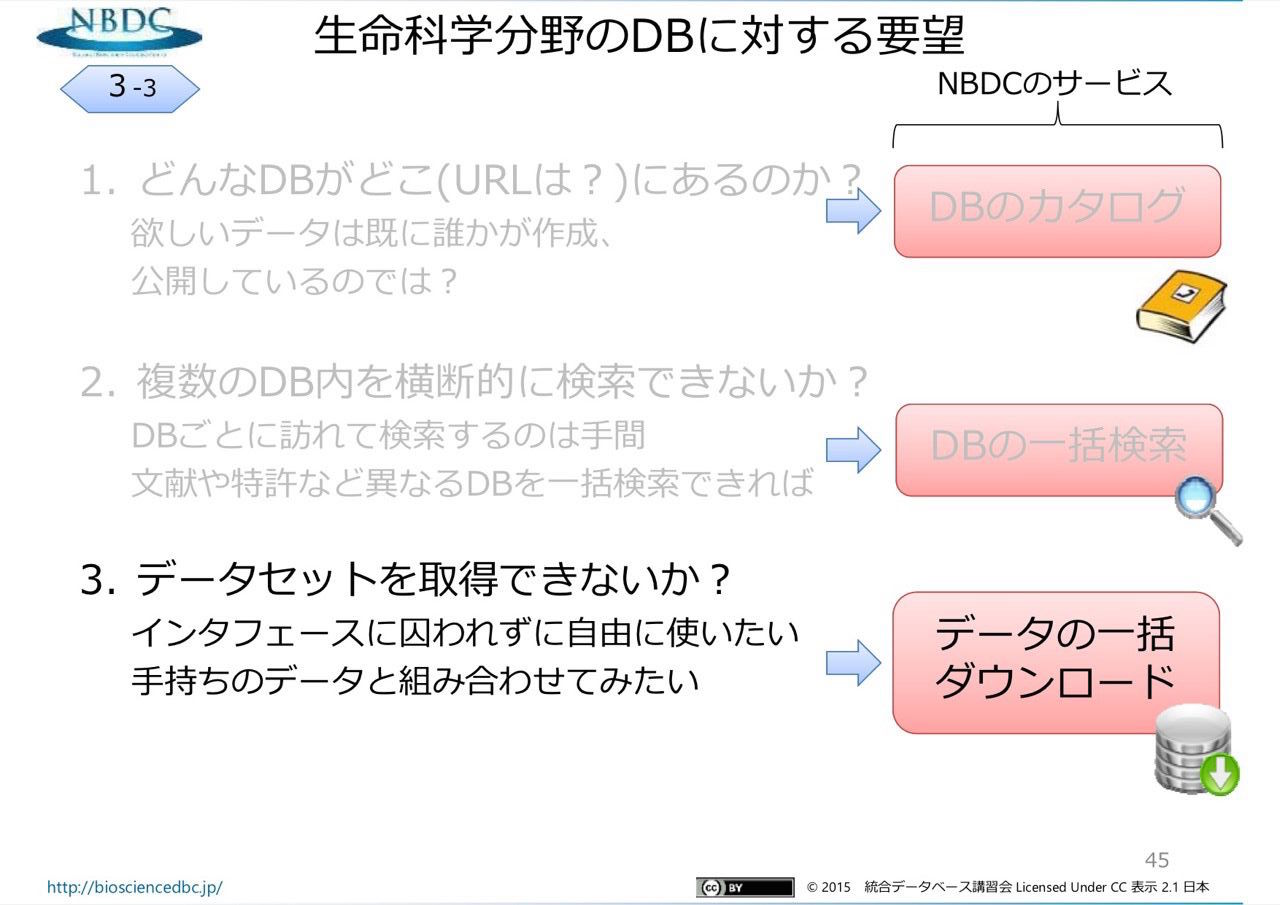 NBDC
生命科学分野のDBに対する要望
3-3
NBDCのサービス
1. どんなDBがどこ(URLは？)にあるのか？
欲しいデータは既に誰かが作成、
公開しているのでは？
DBのカタログ
2. 複数のDB内を横断的に検索できないか？
DBごとに訪れて検索するのは手間
文献や特許など異なるDBを一括検索できれば
DBの一括検索
3. データセットを取得できないか？
インタフェースに囚われずに自由に使いたい
手持ちのデータと組み合わせてみたい
データの一括
ダウンロード
45
http://biosciencedbc.jp/
cc BY
© 2015 統合データベース講習会 Licensed Under CC 表示 2.1 日本